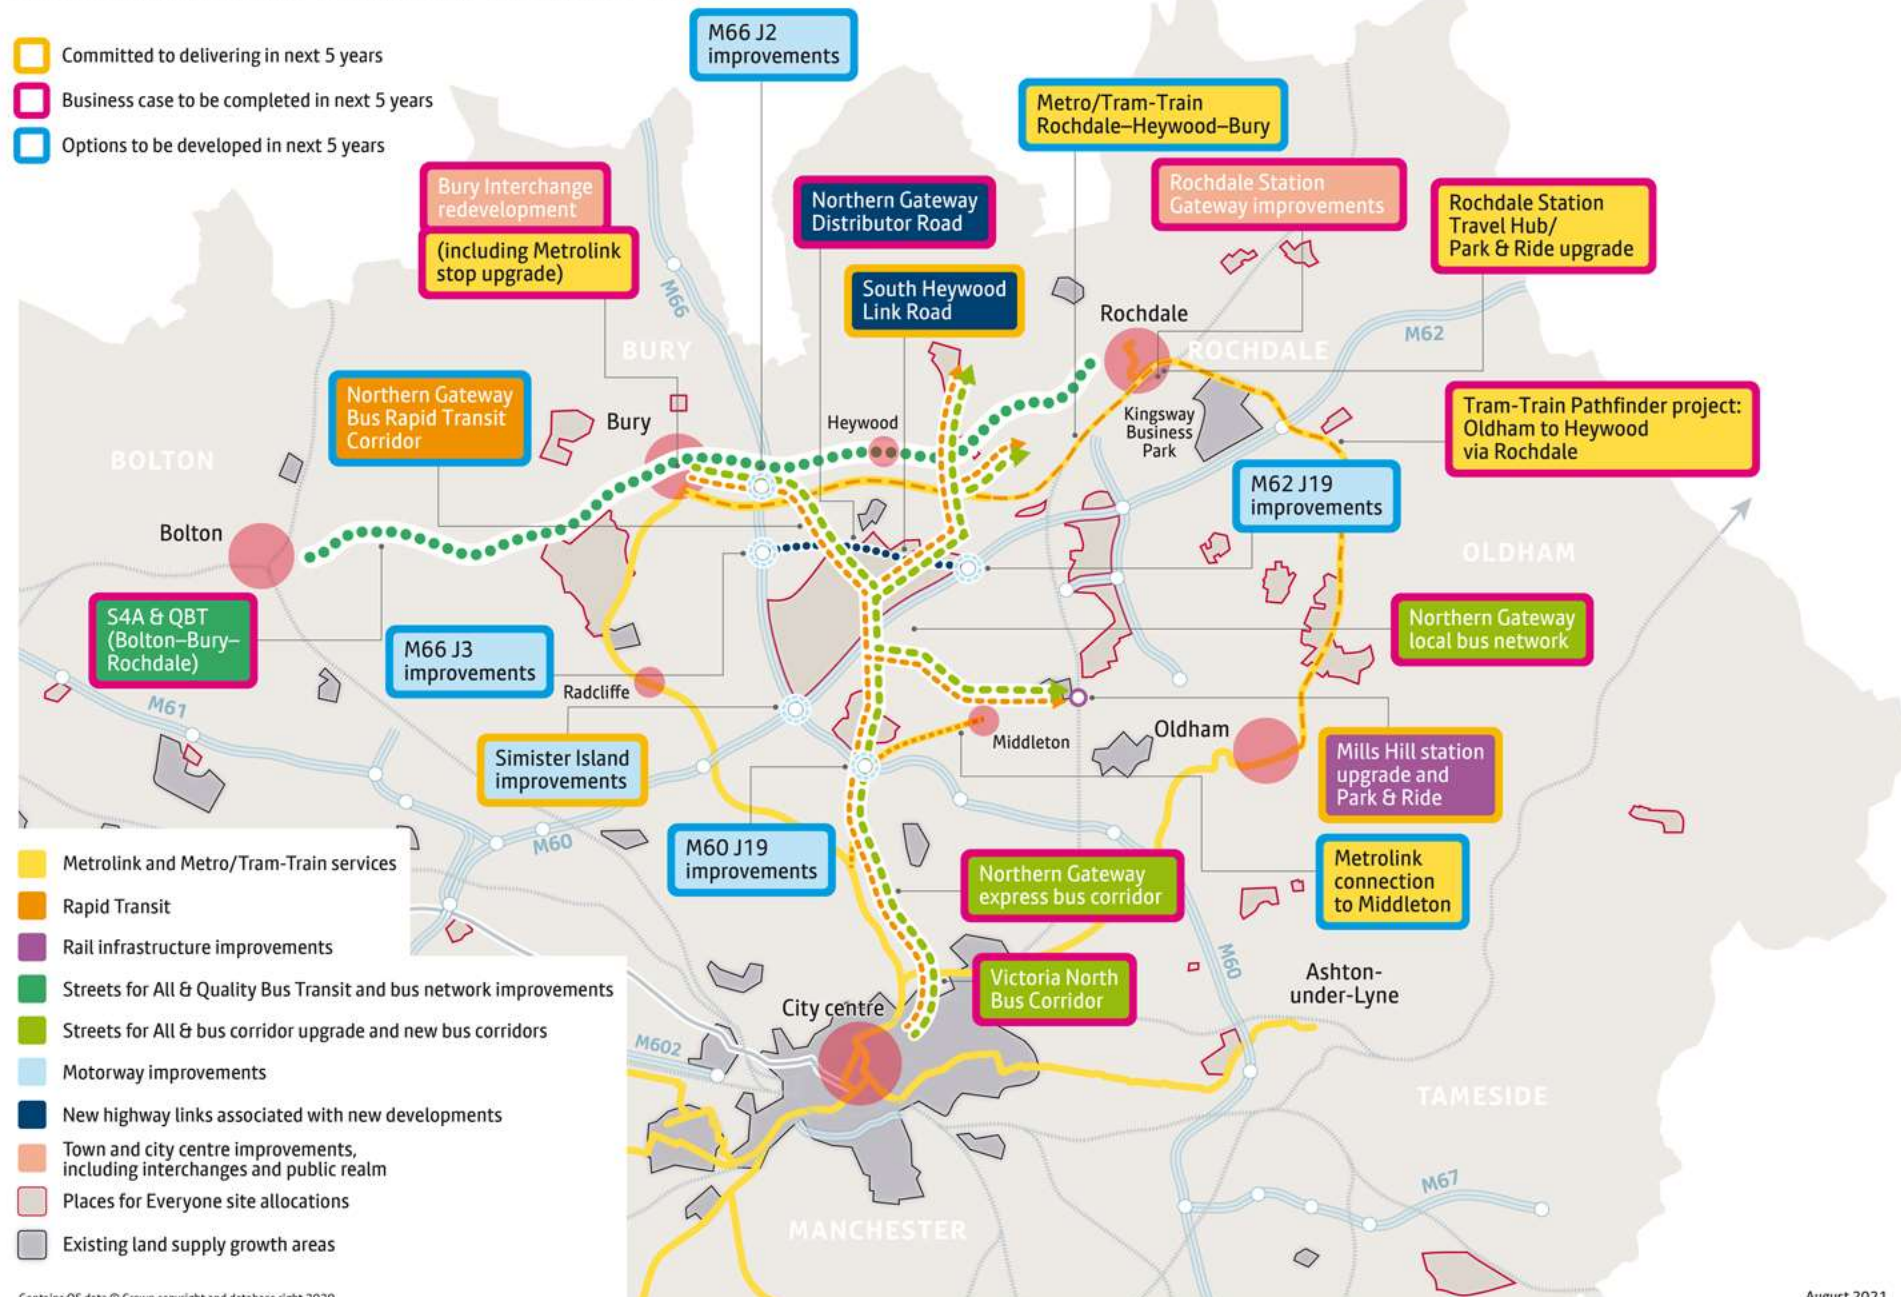 Committed to delivering in next 5 years
Business case to be completed in next 5 years
Options to be developed in next 5 years
M66 J2
improvements
Metro/Tram-Train
Rochdale–Heywood–Bury
Bury Interchange
redevelopment
(including Metrolink
stop upgrade)
Northern Gateway
Distributor Road
Rochdale Station
Gateway improvements
Rochdale Station
Travel Hub/
Park & Ride upgrade
South Heywood
Link Road
M66
Rochdale
M62
BURY
ROCHDALE
Northern Gateway
Bus Rapid Transit
Corridor
Bury
Heywood
Kingsway
Business
Park
Tram-Train Pathfinder project:
Oldham to Heywood
via Rochdale
BOLTON
M62 J19
improvements
Bolton
OLDHAM
S4A & QBT
(Bolton–Bury–
Rochdale)
M66 J3
improvements
Northern Gateway
local bus network
Radcliffe
M61
Simister Island
improvements
Middleton
Oldham
Mills Hill station
upgrade and
Park & Ride
M60
M60 J19
improvements
Northern Gateway
express bus corridor
Metrolink
connection
to Middleton
M60
Victoria North
Bus Corridor
Ashton-
under-Lyne
City centre
M602
TAMESIDE
M67
MANCHESTER
Metrolink and Metro/Tram-Train services
Rapid Transit
Rail infrastructure improvements
Streets for All & Quality Bus Transit and bus network improvements
Streets for All & bus corridor upgrade and new bus corridors
Motorway improvements
New highway links associated with new developments
Town and city centre improvements,
including interchanges and public realm
Places for Everyone site allocations
Existing land supply growth areas
Contains OS data © Crown copyright and database right 2020
August 2021